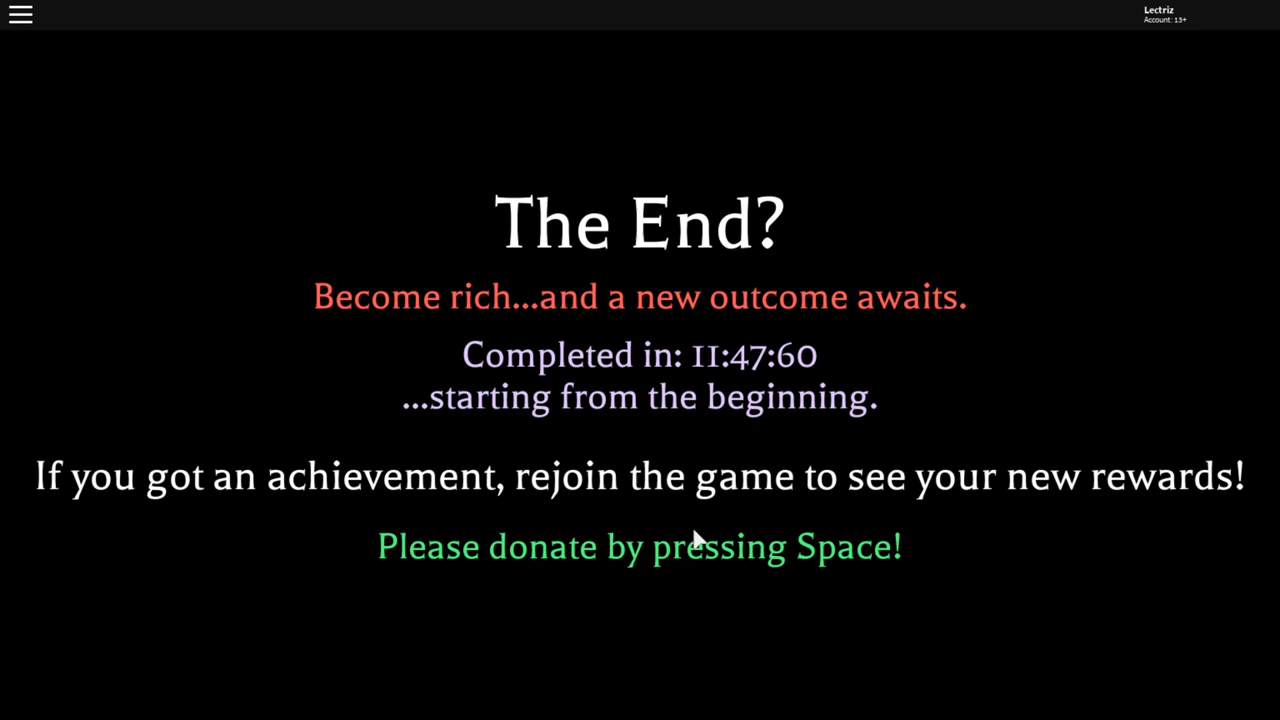 Lectriz
Account: 13+
The End?
Become rich...and a new outcome awaits.
Completed in: 11:47:60
...starting from the beginning.
If you got an achievement, rejoin the game to see your new rewards!
Please donate by pressing Space!